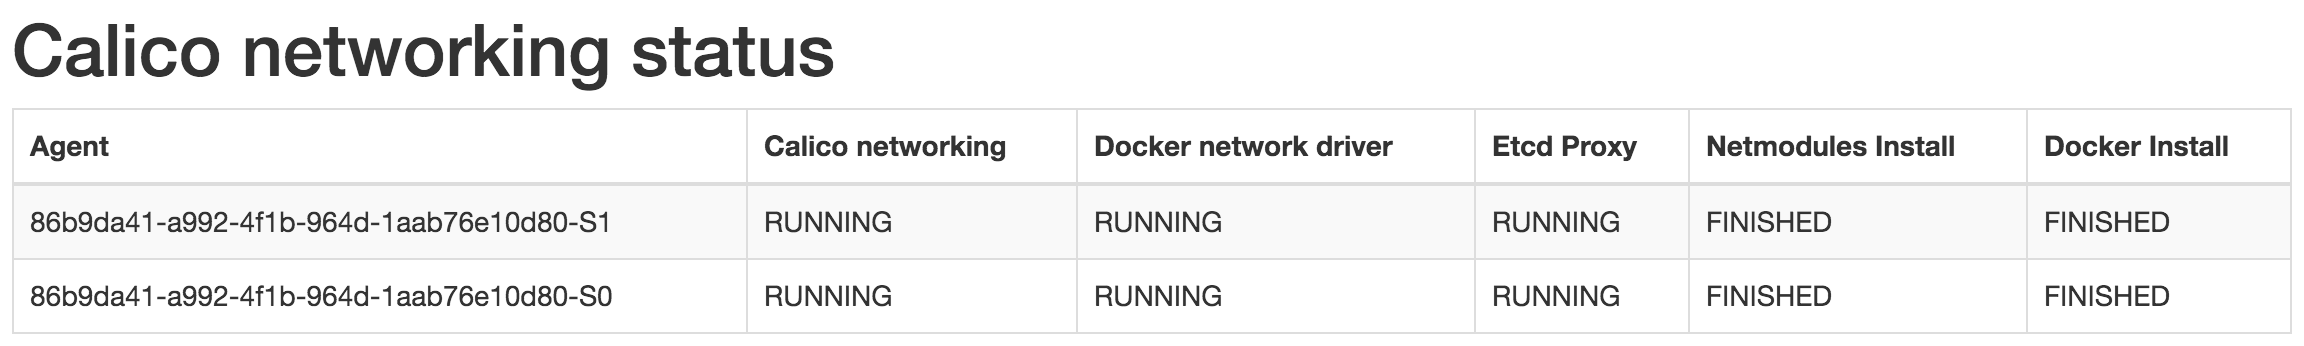 Calico networking status
Agent Calico networking Docker network driver Etcd Proxy Netmodules Install Docker Install
86b9da41-a992-4f1b-964d-1aab76e10d80-S1 RUNNING RUNNING RUNNING FINISHED FINISHED
86b9da41-a992-4f1b-964d-1aab76e10d80-S0 RUNNING RUNNING RUNNING FINISHED FINISHED